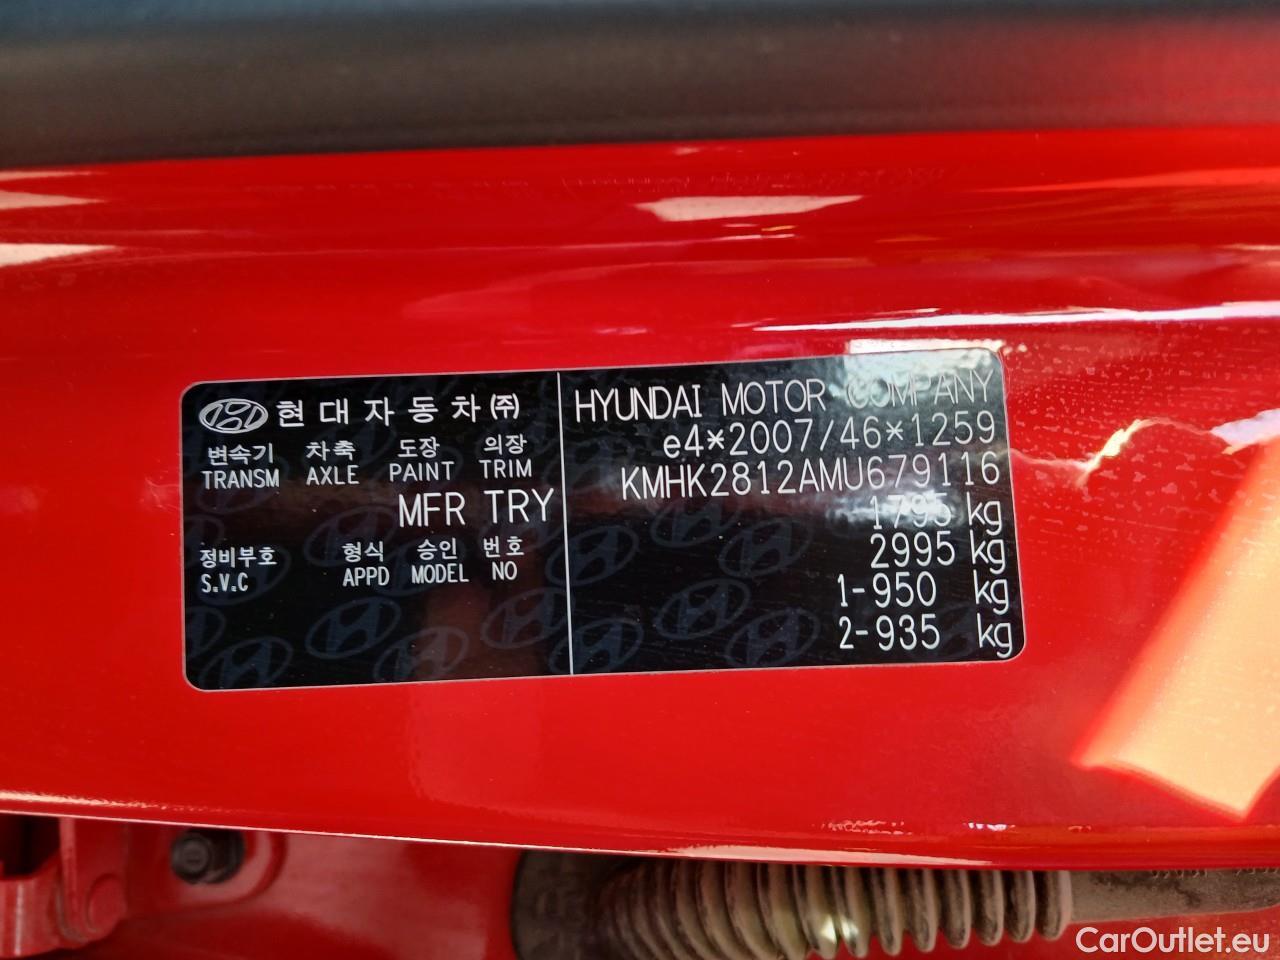 현대자동차㈜
변속기 차축 도장 의장
TRANSM AXLE PAINT TRIM
MFR TRY
정비부호 형식 승인 번호
S.V.C APPD MODEL NO
HYUNDAI MOTOR COMPANY
e4*2007/46*1259
KMHK2812AMU679116
1795 kg
2995 kg
1-950 kg
2-935 kg
CarOutlet.eu